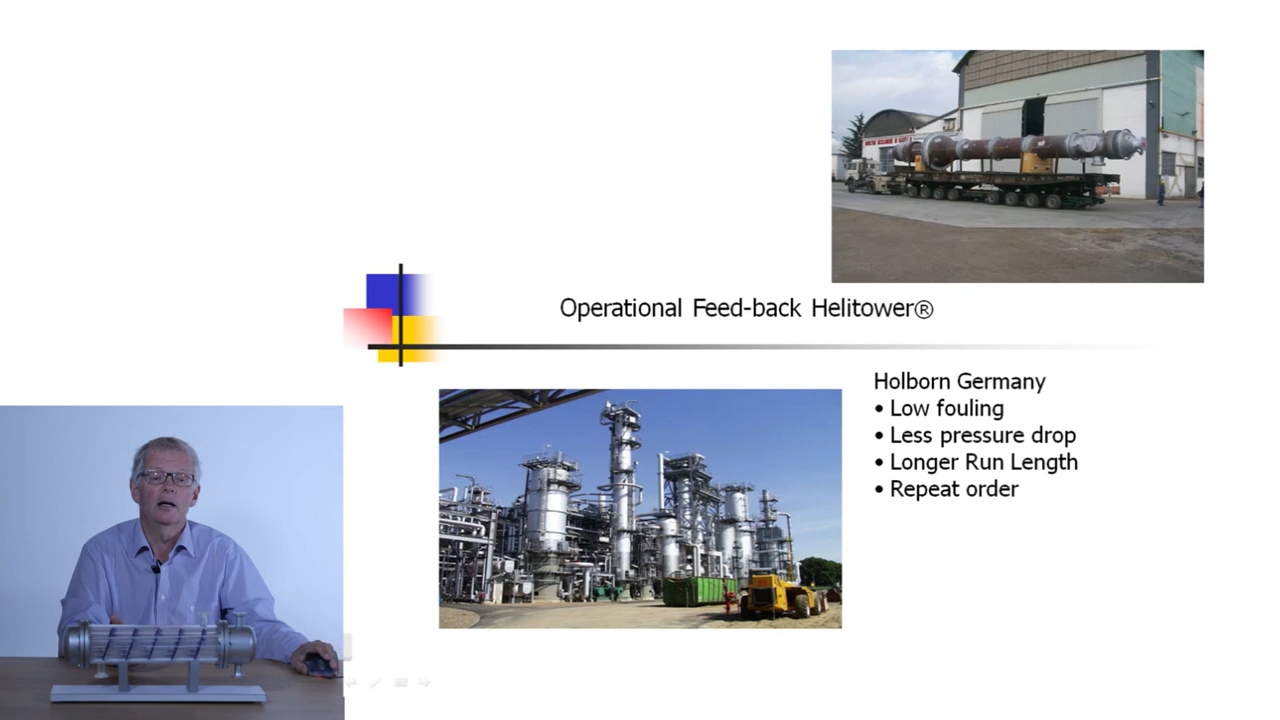 Operational Feed-back Helitower®
Holborn Germany
• Low fouling
• Less pressure drop
• Longer Run Length
• Repeat order